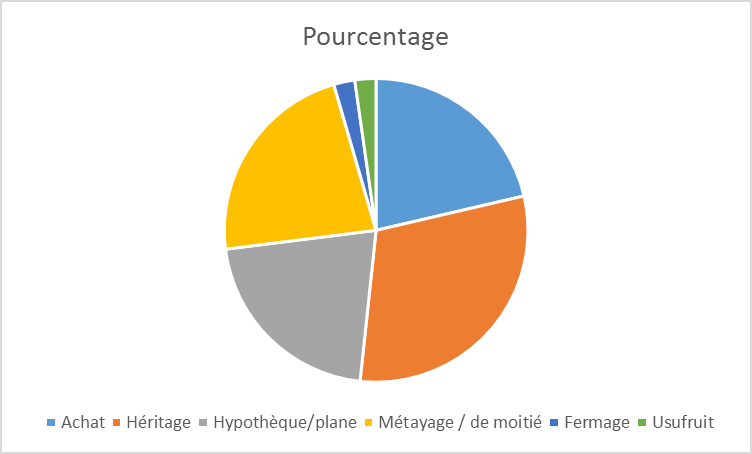 Pourcentage
Achat Héritage Hypothèque/plane Métayage / de moitié Fermage Usufruit